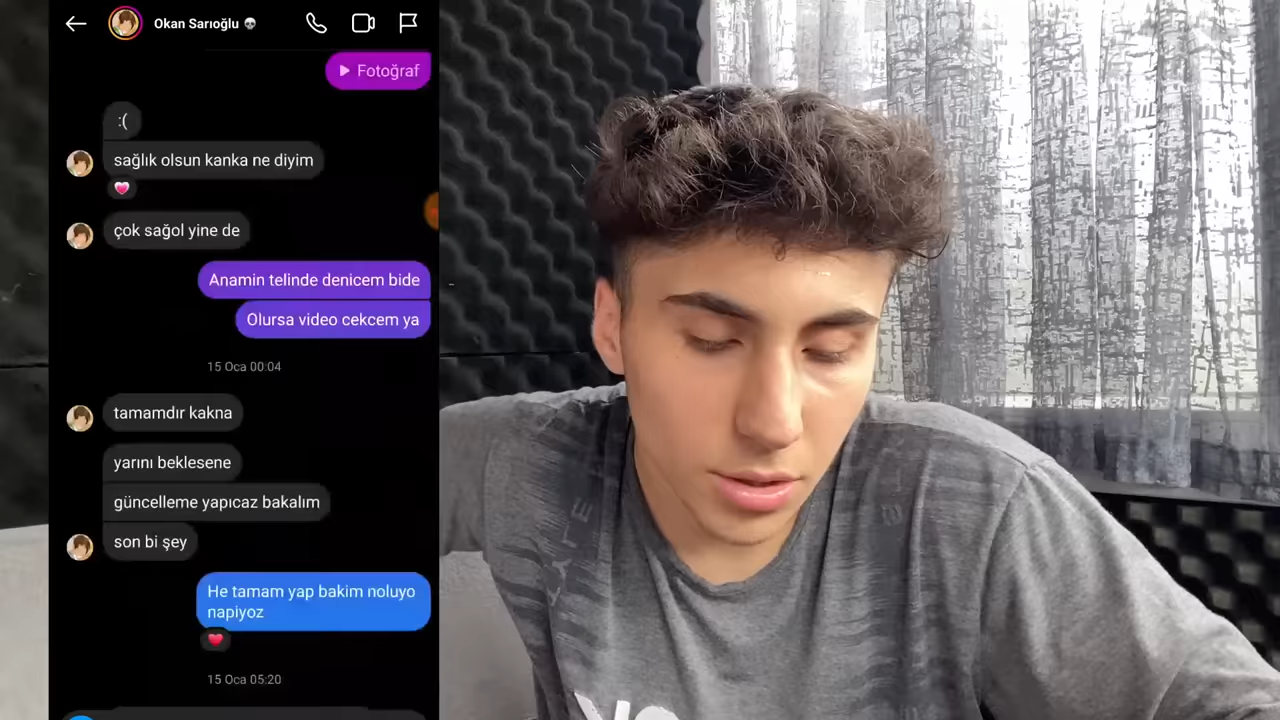 Okan Sarıoğlu 💀
Fotoğraf
:(
sağlık olsun kanka ne diyim
çok sağol yine de
Anamin telinde denicem bide
Olursa video cekcem ya
15 Oca 00:04
tamamdır kakna
yarını beklesene
güncelleme yapıcaz bakalım
son bi şey
He tamam yap bakim noluyo
napiyoz
15 Oca 05:20